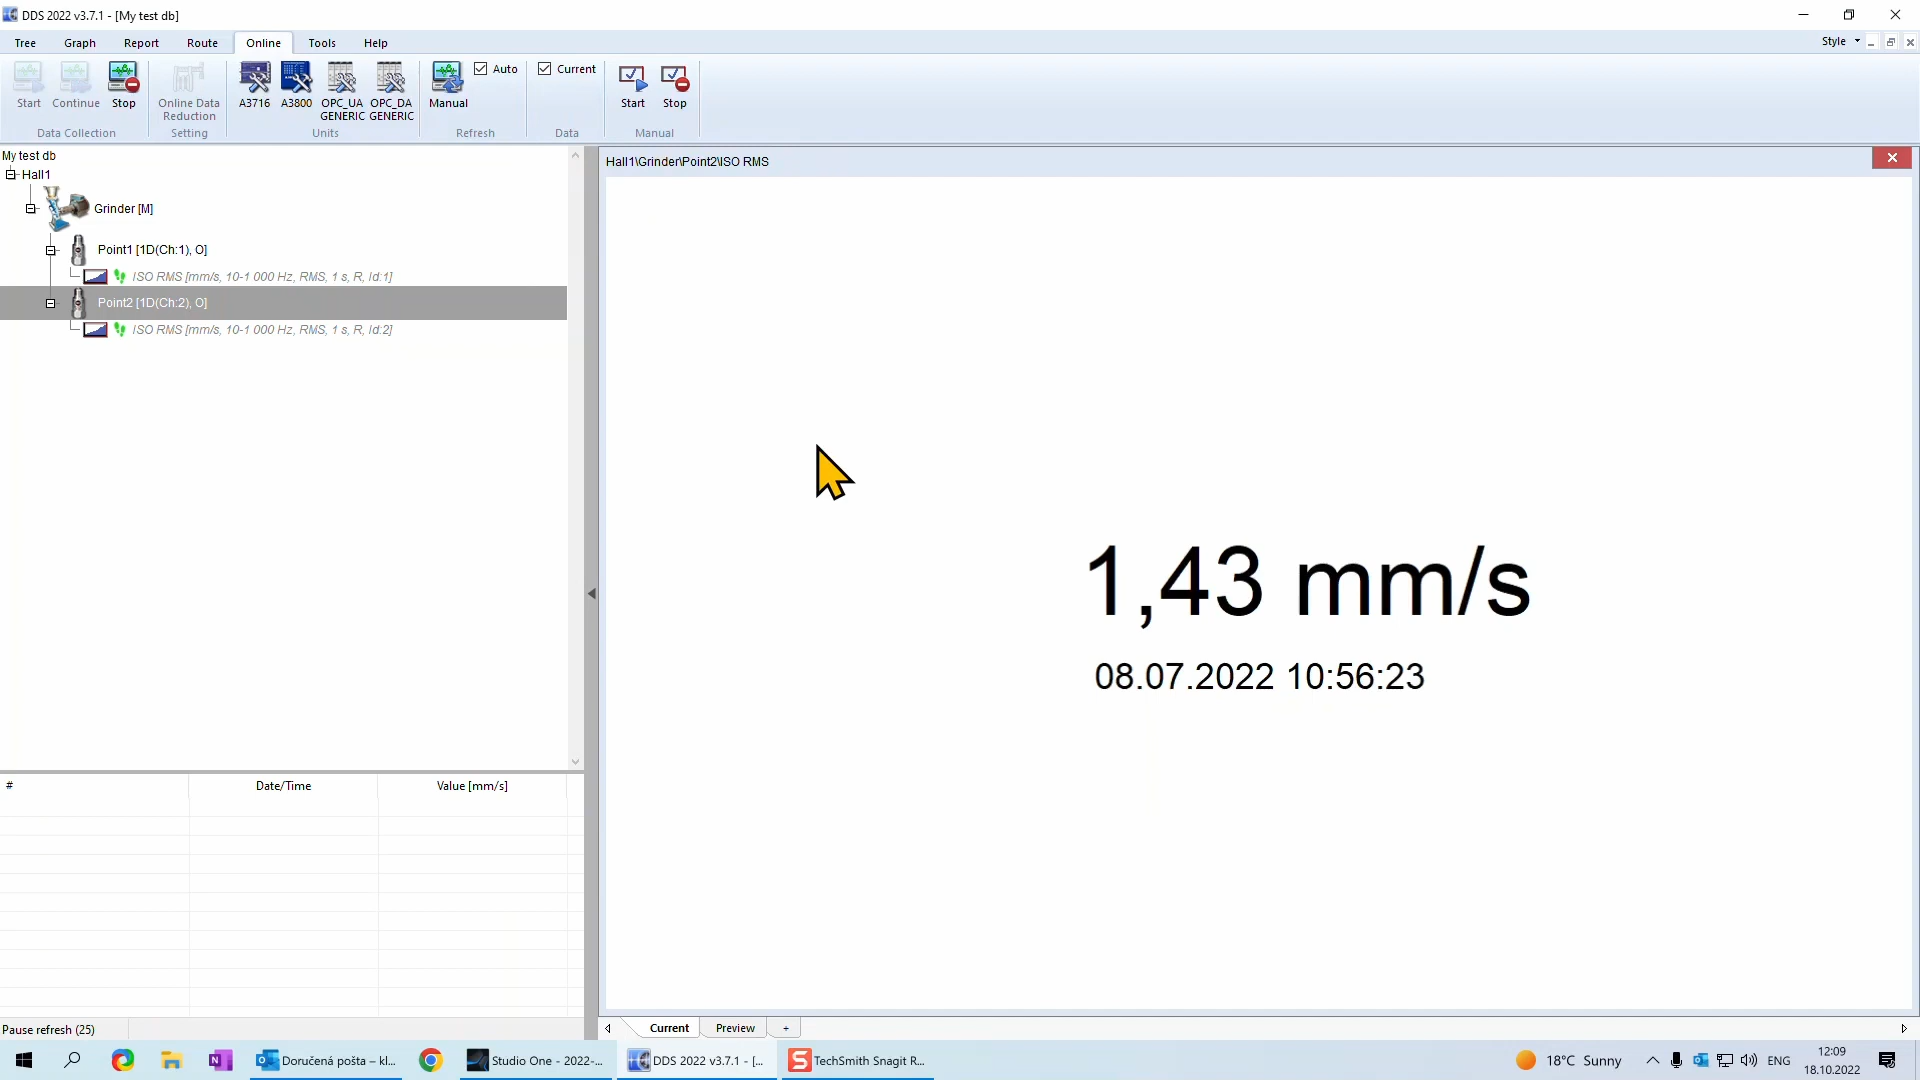 DDS 2022 v3.7.1 - [My test db]
Tree Graph Report Route Online Tools Help Style
Start Continue Stop Online Data Reduction A3716 A3800 OPC_UA GENERIC OPC_DA GENERIC Manual Auto Current Start Stop
Data Collection Setting Units Refresh Data Manual
My test db
Hall1
Grinder [M]
Point1 [1D(Ch:1), O]
ISO RMS [mm/s, 10-1 000 Hz, RMS, 1 s, R, Id:1]
Point2 [1D(Ch:2), O]
ISO RMS [mm/s, 10-1 000 Hz, RMS, 1 s, R, Id:2]
# Date/Time Value [mm/s]
Pause refresh (25)
Hall1\Grinder\Point2\ISO RMS
1,43 mm/s
08.07.2022 10:56:23
Current Preview +
Doručená pošta – kl... Studio One - 2022-... DDS 2022 v3.7.1 - [... TechSmith Snagit R... 18°C Sunny ENG 12:09
18.10.2022